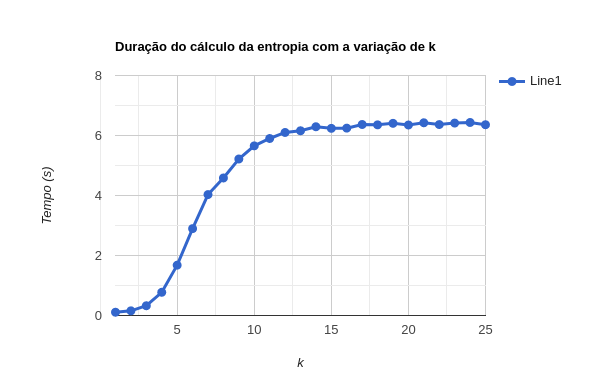 Duração do cálculo da entropia com a variação de k
Line1
Tempo (s)
8
6
4
2
0
5
10
15
20
25
k